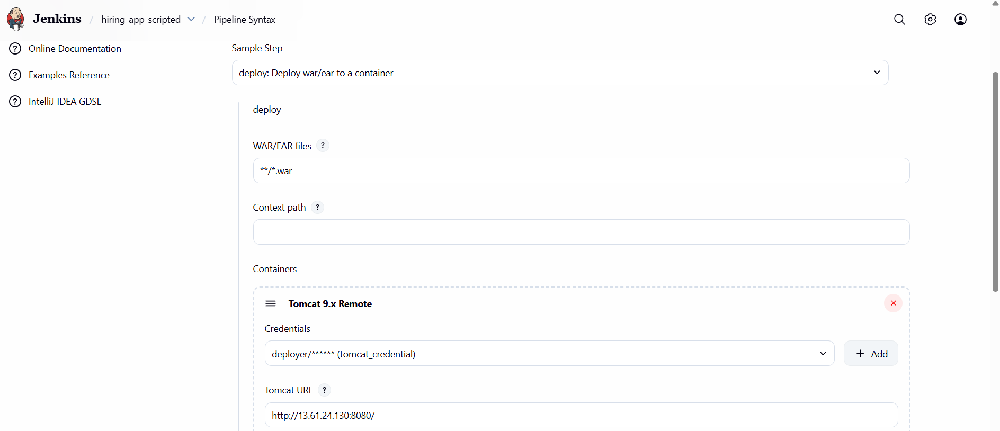 Jenkins / hiring-app-scripted / Pipeline Syntax
Online Documentation
Examples Reference
IntelliJ IDEA GDSL
Sample Step
deploy: Deploy war/ear to a container
deploy
WAR/EAR files ?
**/*.war
Context path ?
Containers
Tomcat 9.x Remote
Credentials
deployer/****** (tomcat_credential)
+ Add
Tomcat URL ?
http://13.61.24.130:8080/